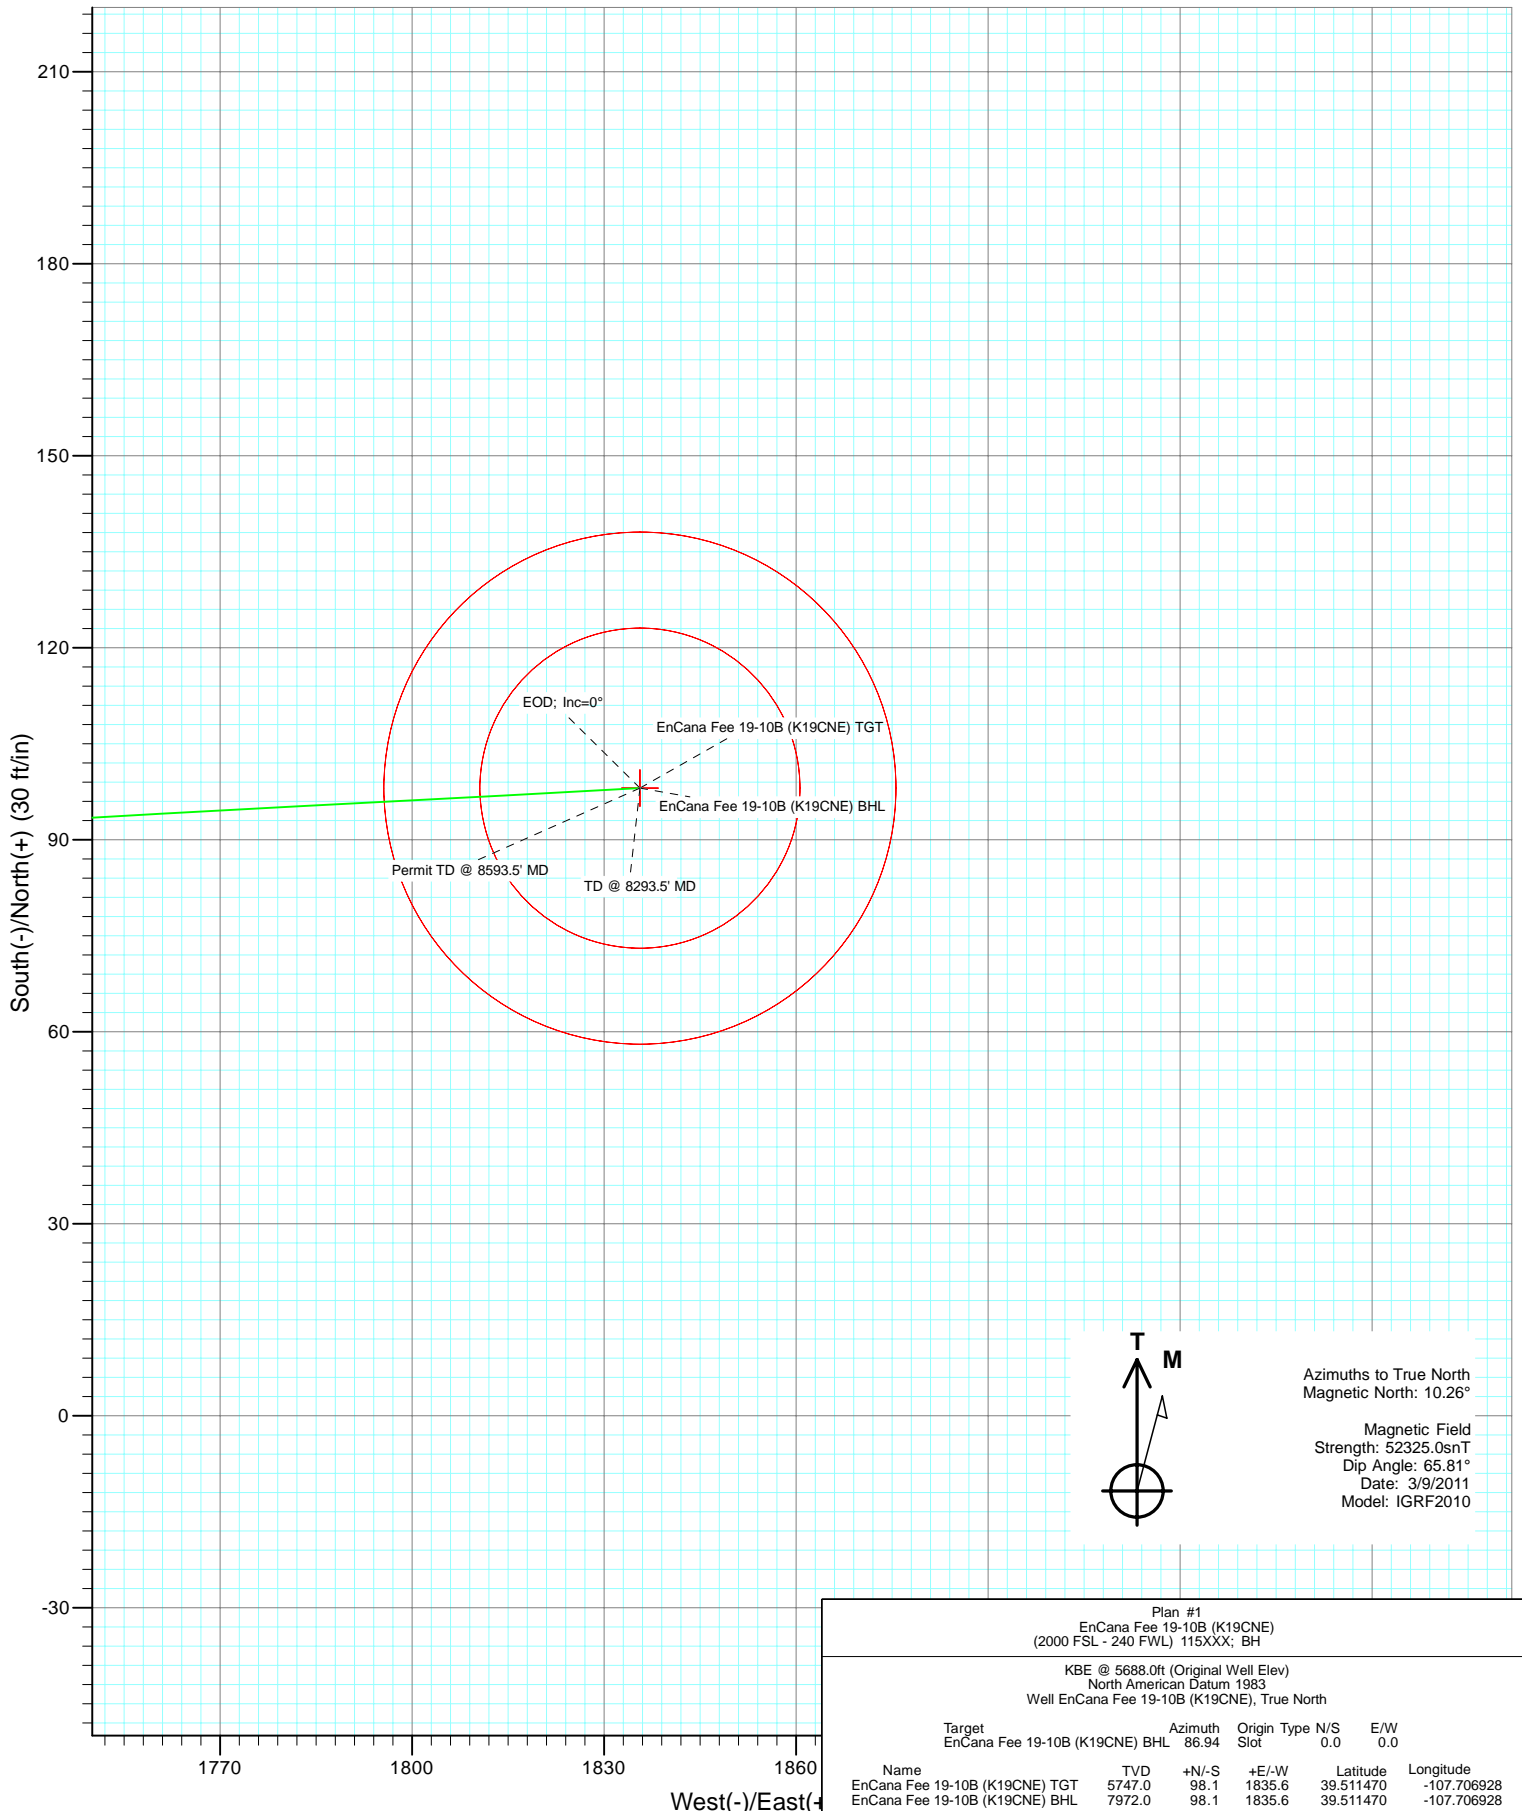 210
180
150
120
90
60
30
0
-30
South(-)/North(+) (30 ft/in)
EOD; Inc=0°
EnCana Fee 19-10B (K19CNE) TGT
EnCana Fee 19-10B (K19CNE) BHL
Permit TD @ 8593.5' MD
TD @ 8293.5' MD
T
M
Azimuths to True North
Magnetic North: 10.26°
Magnetic Field
Strength: 52325.0snT
Dip Angle: 65.81°
Date: 3/9/2011
Model: IGRF2010
1770 1800 1830 1860
West(-)/East(+
Plan #1
EnCana Fee 19-10B (K19CNE)
(2000 FSL - 240 FWL) 115XXX; BH
KBE @ 5688.0ft (Original Well Elev)
North American Datum 1983
Well EnCana Fee 19-10B (K19CNE), True North
Target Azimuth Origin Type N/S E/W
EnCana Fee 19-10B (K19CNE) BHL 86.94 Slot 0.0 0.0
Name TVD +N/-S +E/-W Latitude Longitude
EnCana Fee 19-10B (K19CNE) TGT 5747.0 98.1 1835.6 39.511470 -107.706928
EnCana Fee 19-10B (K19CNE) BHL 7972.0 98.1 1835.6 39.511470 -107.706928